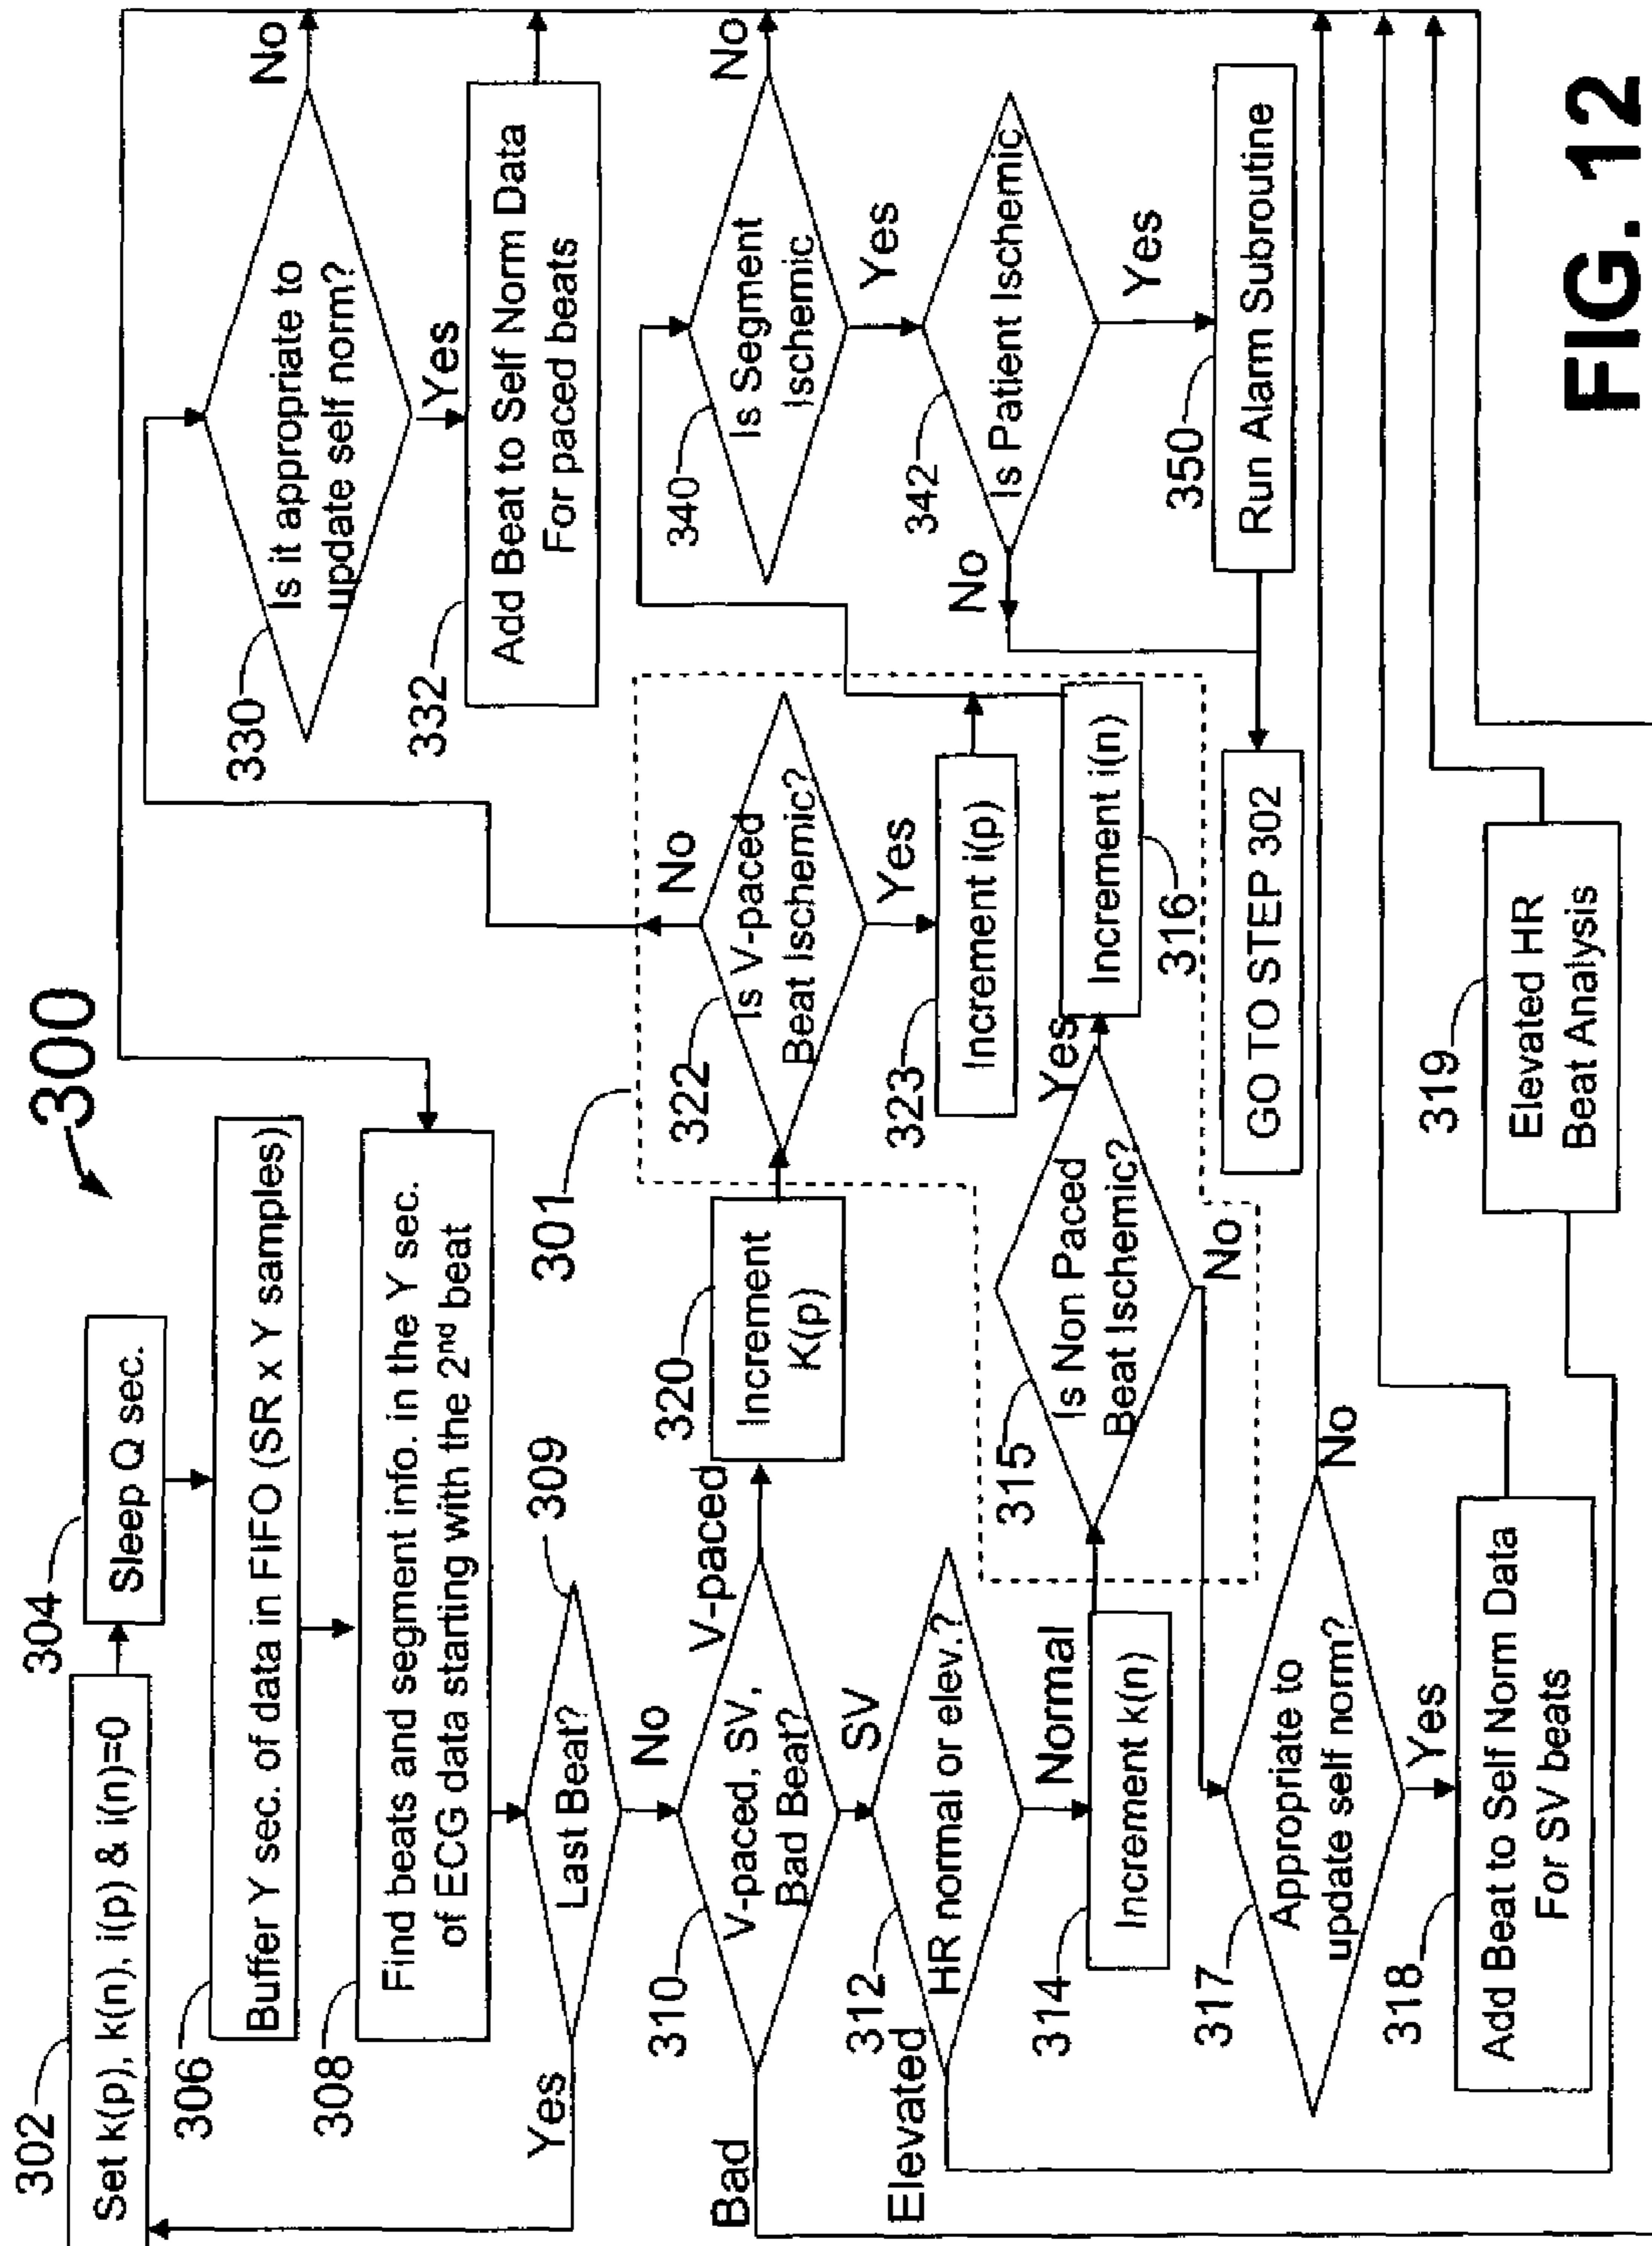 300
302
Set k(p), k(n), i(p) & i(n)=0
304
Sleep Q sec.
306
Buffer Y sec. of data in FIFO (SR x Y samples)
308
Find beats and segment info. in the Y sec.
of ECG data starting with the 2nd beat
Yes
Last Beat?
309
No
Bad
310
V-paced, SV,
Bad Beat?
V-paced
SV
320
Increment
K(p)
301
322
Is V-paced
Beat Ischemic?
No
Yes
323
Increment i(p)
Elevated
312
HR normal or elev.?
Normal
314
Increment k(n)
315
Is Non Paced
Beat Ischemic?
Yes
No
Increment i(n)
316
317
Appropriate to
update self norm?
No
Yes
318
Add Beat to Self Norm Data
For SV beats
319
Elevated HR
Beat Analysis
330
Is it appropriate to
update self norm?
No
Yes
332
Add Beat to Self Norm Data
For paced beats
340
Is Segment
Ischemic
No
Yes
342
Is Patient Ischemic
No
Yes
350
Run Alarm Subroutine
GO TO STEP 302
FIG. 12